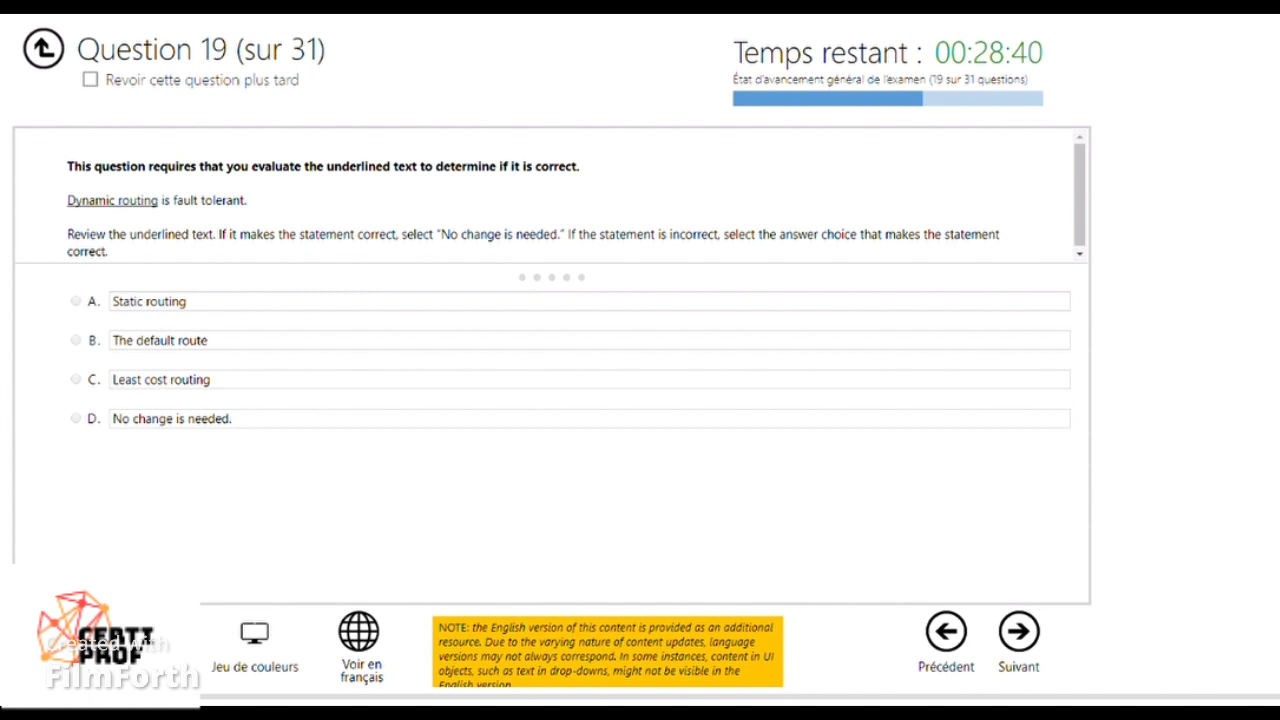 Question 19 (sur 31)
Revoir cette question plus tard
Temps restant : 00:28:40
État d'avancement général de l'examen (19 sur 31 questions)
This question requires that you evaluate the underlined text to determine if it is correct.
Dynamic routing is fault tolerant.
Review the underlined text. If it makes the statement correct, select "No change is needed." If the statement is incorrect, select the answer choice that makes the statement
correct.
A. Static routing
B. The default route
C. Least cost routing
D. No change is needed.
CERTI
PROF
Created with
FilmForth
Jeu de couleurs
Voir en
français
NOTE: the English version of this content is provided as an additional
resource. Due to the varying nature of content updates, language
versions may not always correspond. In some instances, content in UI
objects, such as text in drop-downs, might not be visible in the
English version.
Précédent
Suivant